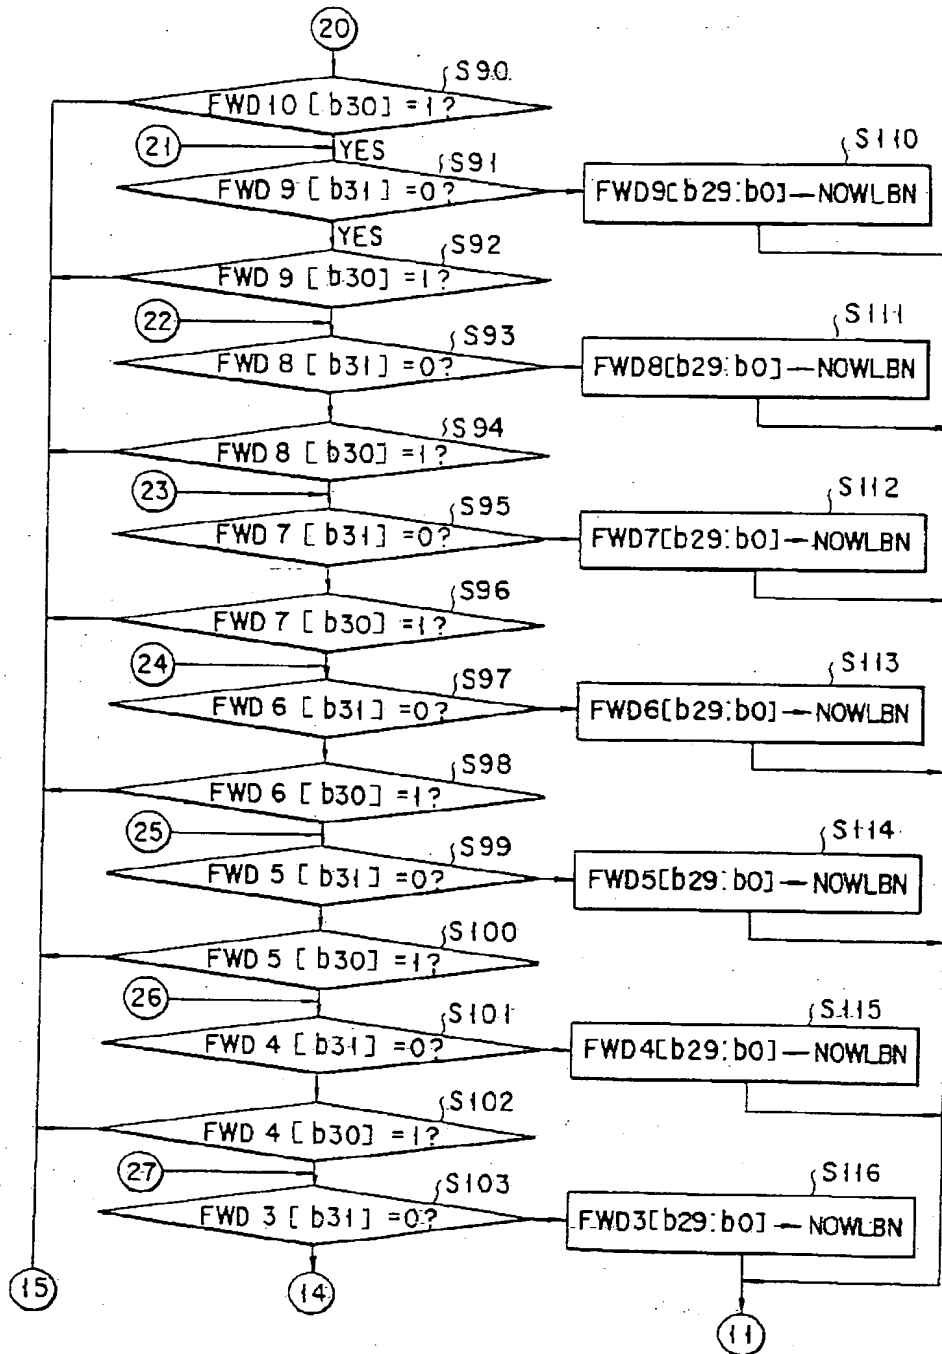 20
S90
FWD 10 [b30] =1?
21
YES
S91
S110
FWD 9 [b31] =0?
FWD9[b29:b0]—NOWLBN
YES
S92
FWD 9 [b30] =1?
22
S93
S111
FWD 8 [b31] =0?
FWD8[b29:b0]—NOWLBN
S94
FWD 8 [b30] =1?
23
S95
S112
FWD 7 [b31] =0?
FWD7[b29:b0]—NOWLBN
S96
FWD 7 [b30] =1?
24
S97
S113
FWD 6 [b31] =0?
FWD6[b29:b0]—NOWLBN
S98
FWD 6 [b30] =1?
25
S99
S114
FWD 5 [b31] =0?
FWD5[b29:b0]—NOWLBN
S100
FWD 5 [b30] =1?
26
S101
S115
FWD 4 [b31] =0?
FWD4[b29:b0]—NOWLBN
S102
FWD 4 [b30] =1?
27
S103
S116
FWD 3 [b31] =0?
FWD3[b29:b0]—NOWLBN
15
14
11